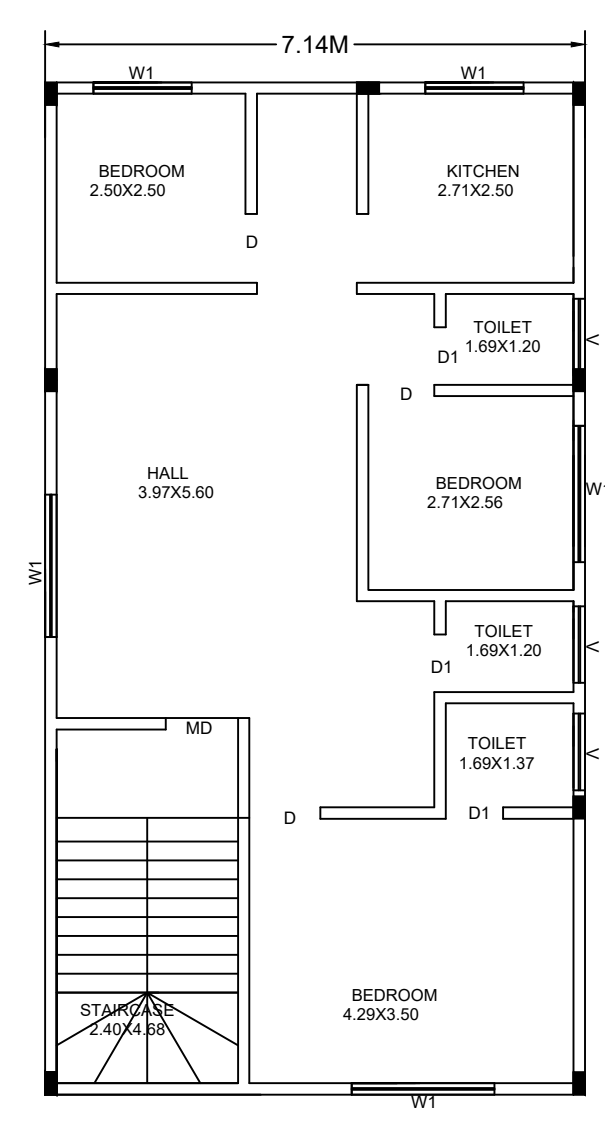 7.14M
W1
W1
BEDROOM
2.50X2.50
KITCHEN
2.71X2.50
D
TOILET
1.69X1.20
V
D1
D
HALL
3.97X5.60
BEDROOM
2.71X2.56
W1
W1
TOILET
1.69X1.20
V
D1
MD
TOILET
1.69X1.37
V
D
D1
STAIRCASE
2.40X4.68
BEDROOM
4.29X3.50
W1